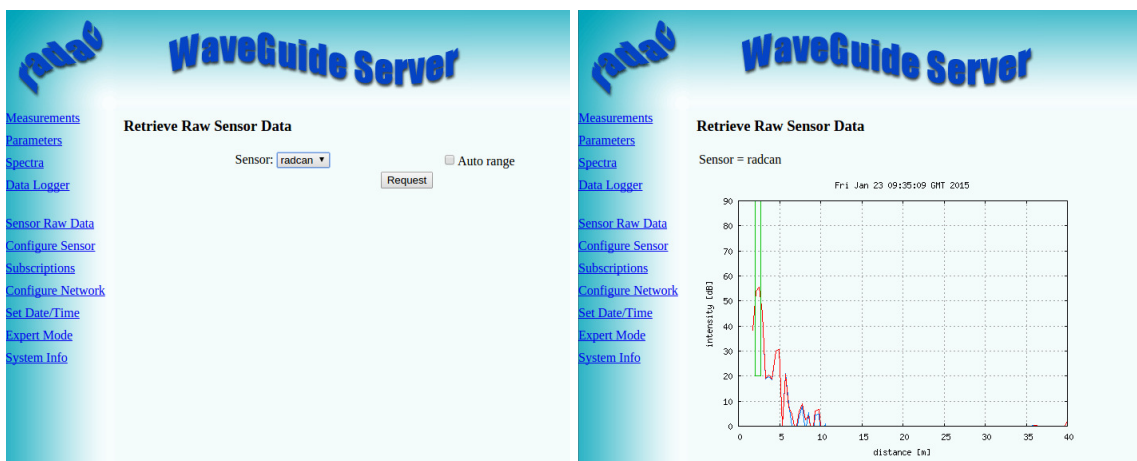 radac
WaveGuide Server
Measurements
Parameters
Spectra
Data Logger
Sensor Raw Data
Configure Sensor
Subscriptions
Configure Network
Set Date/Time
Expert Mode
System Info
Retrieve Raw Sensor Data
Sensor: radcan
Auto range
Request
radac
WaveGuide Server
Measurements
Parameters
Spectra
Data Logger
Sensor Raw Data
Configure Sensor
Subscriptions
Configure Network
Set Date/Time
Expert Mode
System Info
Retrieve Raw Sensor Data
Sensor = radcan
Fri Jan 23 09:35:09 GMT 2015
90
80
70
60
50
40
30
20
10
0
intensity [dB]
0 5 10 15 20 25 30 35 40
distance [m]